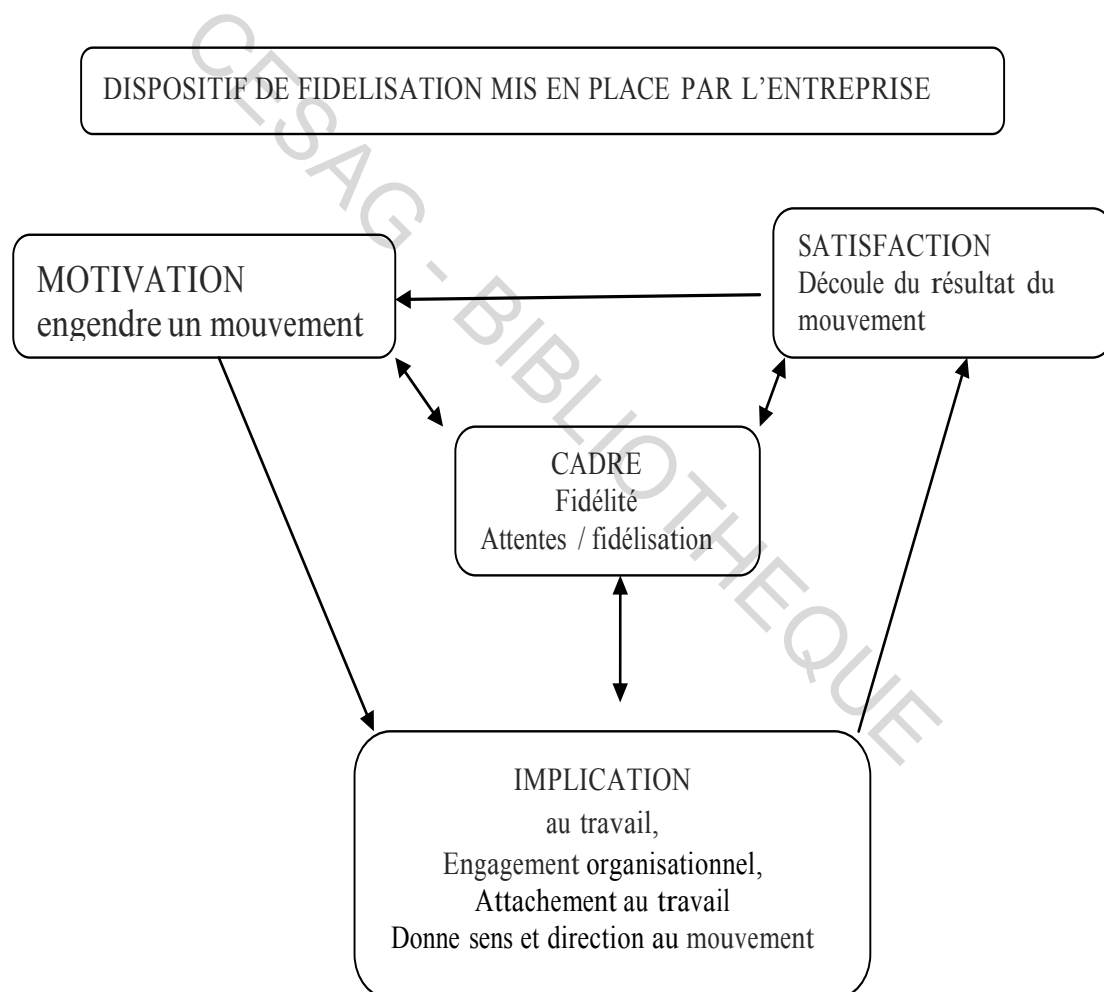 DISPOSITIF DE FIDELISATION MIS EN PLACE PAR L’ENTREPRISE
MOTIVATION
engendre un mouvement
SATISFACTION
Découle du résultat du
mouvement
CADRE
Fidélité
Attentes / fidélisation
IMPLICATION
au travail,
Engagement organisationnel,
Attachement au travail
Donne sens et direction au mouvement
CESAG - BIBLIOTHEQUE